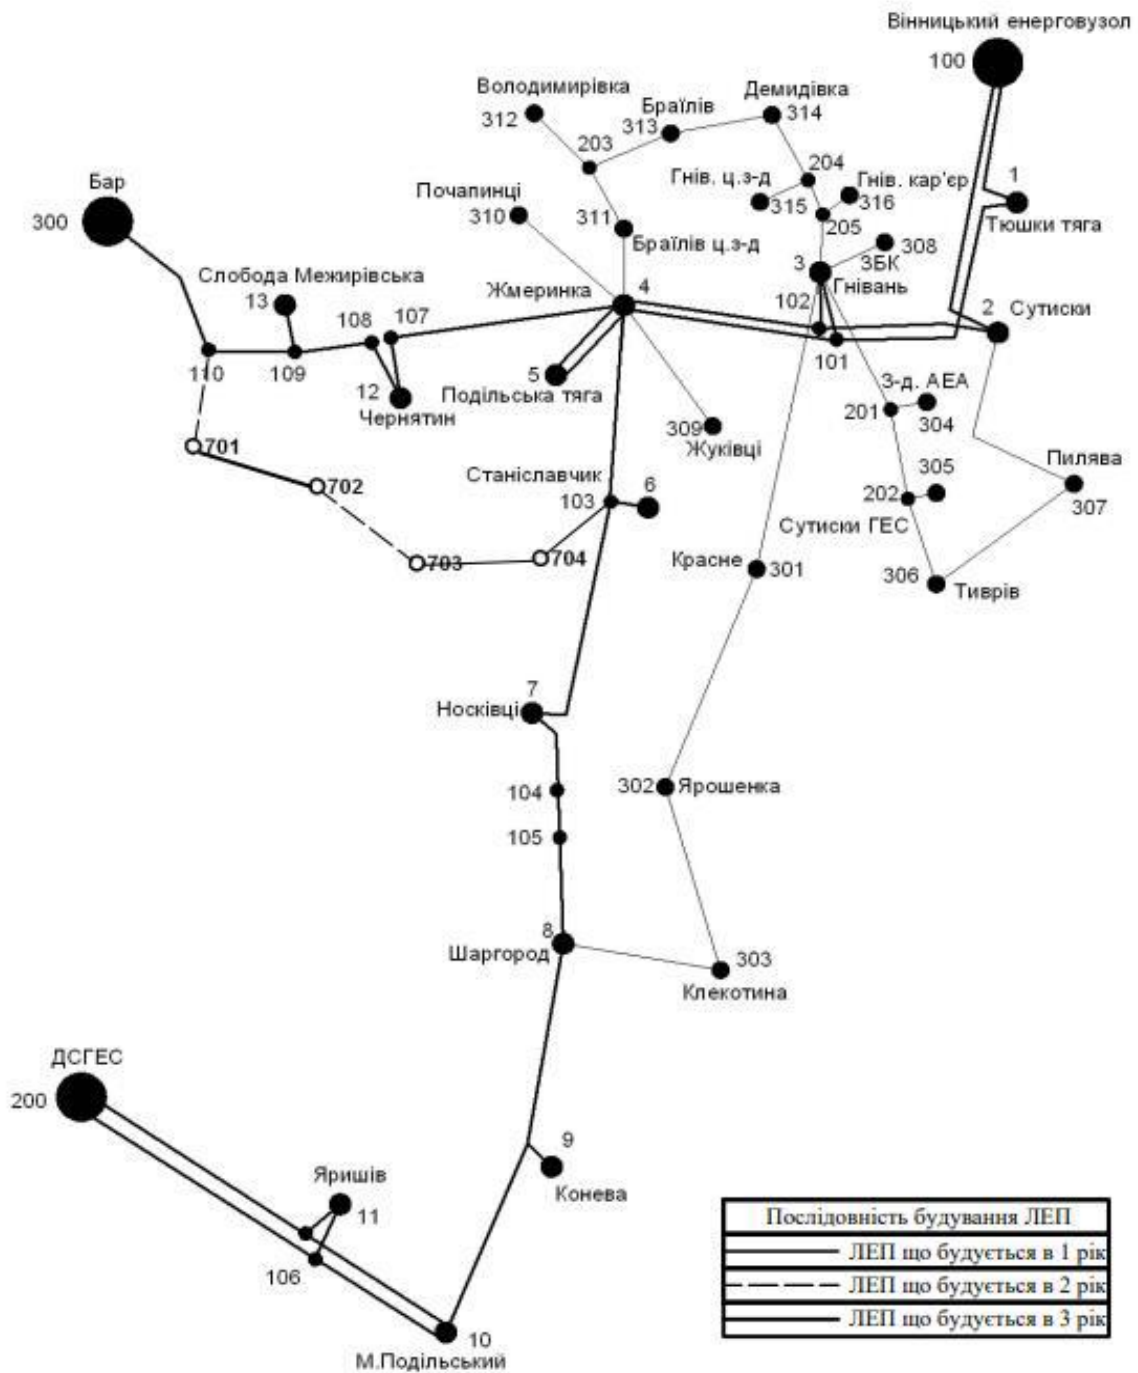 Вінницький енерговузол
100
Володимирівка
312
Браїлів
313
Демидівка
314
203
204
Гнів. ц.з-д
315
Гнів. кар'єр
316
205
1
Тюшки тяга
Бар
300
Почапинці
310
311
Браїлів ц.з-д
308
ЗБК
3
Гнівань
Слобода Межирівська
13
Жмеринка
4
102
2
Сутиски
108
107
101
110
109
12
Чернятин
5
Подільська тяга
З-д. АЕА
201
304
309
Жуківці
701
702
Станіславчик
103
6
305
202
Сутиски ГЕС
Пилява
307
703
704
Красне
301
306
Тиврів
7
Носківці
104
302
Ярошенка
105
8
Шаргород
303
Клекотина
ДСГЕС
200
9
Конева
Яришів
11
106
10
М.Подільський
Послідовність будування ЛЕП
ЛЕП що будується в 1 рік
ЛЕП що будується в 2 рік
ЛЕП що будується в 3 рік